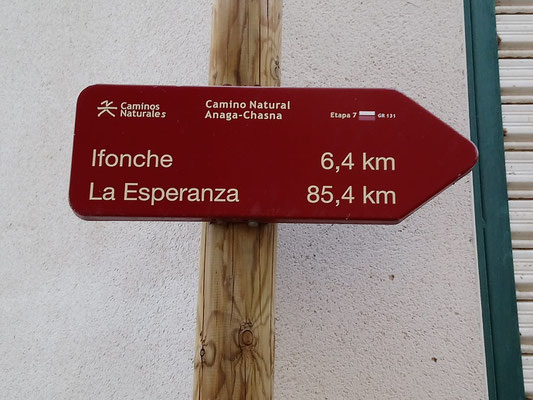 Caminos
Naturales
Camino Natural
Anaga-Chasna
Etapa 7 GR 131
Ifonche 6,4 km
La Esperanza 85,4 km